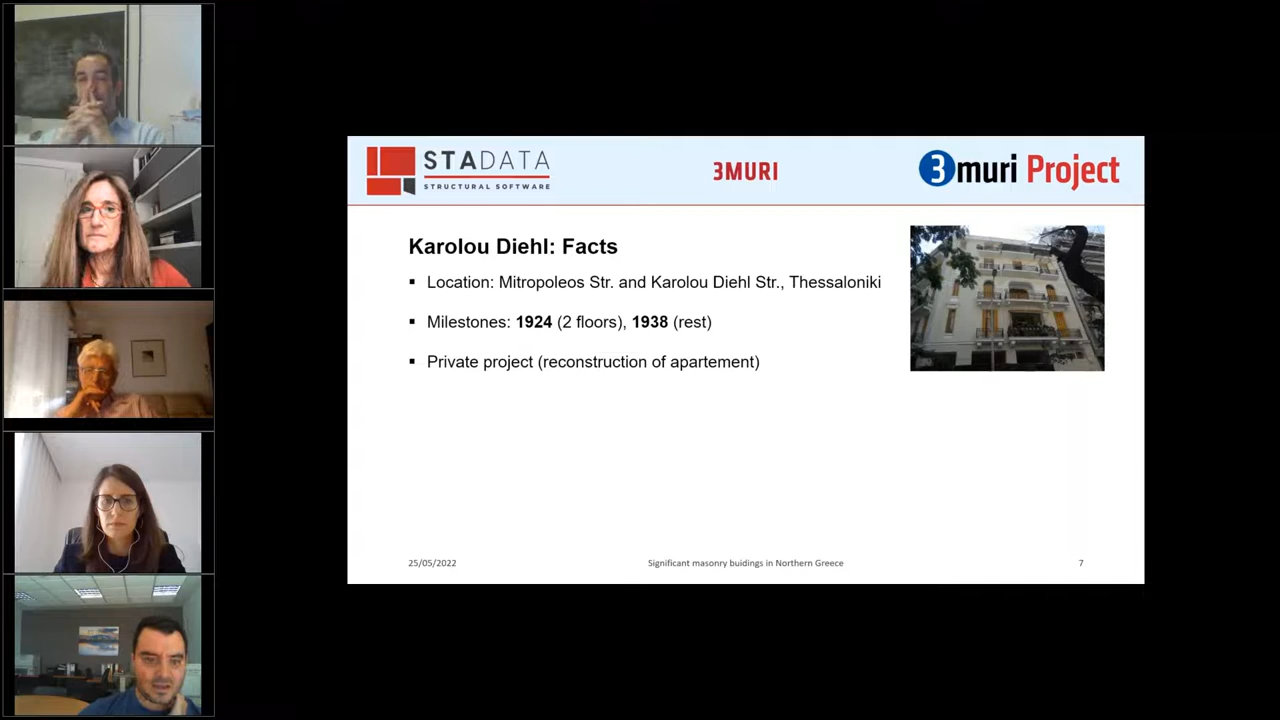 STADATA
STRUCTURAL SOFTWARE
3MURI
3muri Project
Karolou Diehl: Facts
▪ Location: Mitropoleos Str. and Karolou Diehl Str., Thessaloniki
▪ Milestones: 1924 (2 floors), 1938 (rest)
▪ Private project (reconstruction of apartement)
25/05/2022
Significant masonry buidings in Northern Greece
7